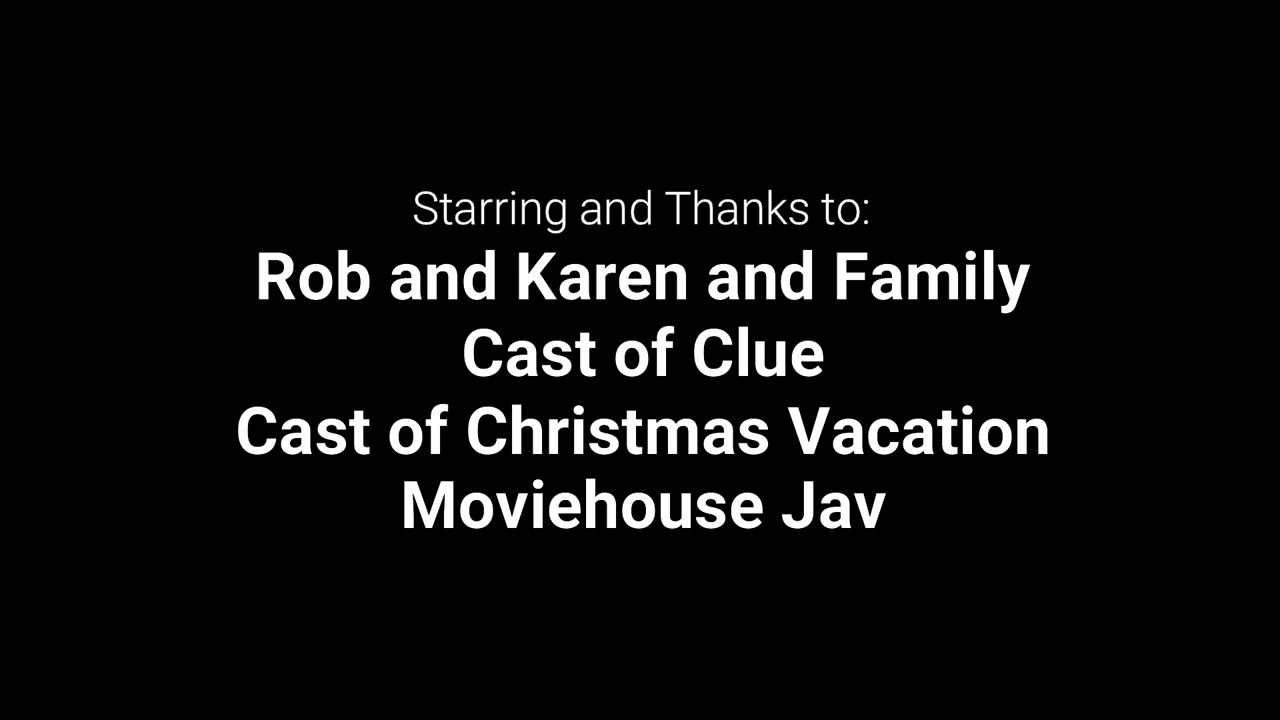 Starring and Thanks to:
Rob and Karen and Family
Cast of Clue
Cast of Christmas Vacation
Moviehouse Jav